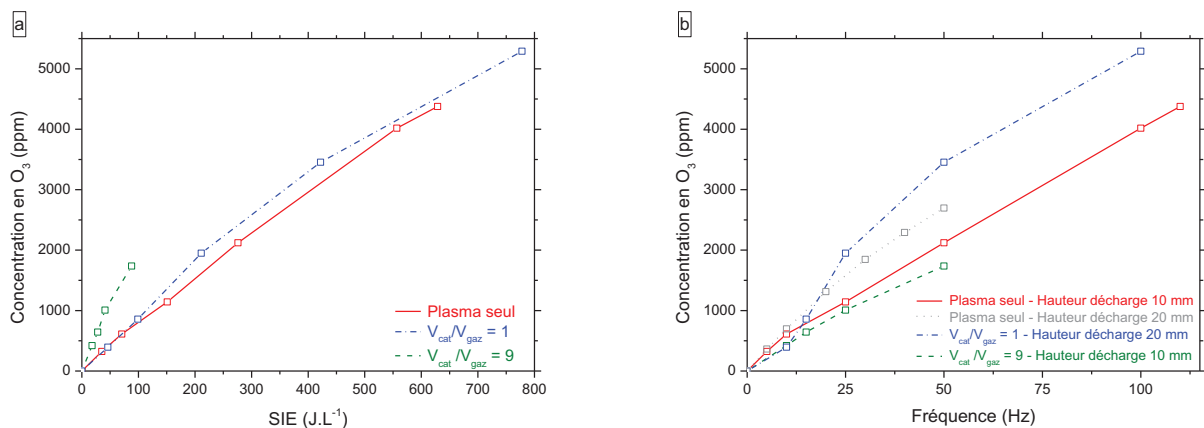 a
Concentration en O3 (ppm)
5000
4000
3000
2000
1000
0
0 100 200 300 400 500 600 700 800
SIE (J.L-1)
Plasma seul
Vcat/Vgaz = 1
Vcat/Vgaz = 9
b
Concentration en O3 (ppm)
5000
4000
3000
2000
1000
0
0 25 50 75 100
Fréquence (Hz)
Plasma seul - Hauteur décharge 10 mm
Plasma seul - Hauteur décharge 20 mm
Vcat/Vgaz = 1 - Hauteur décharge 20 mm
Vcat/Vgaz = 9 - Hauteur décharge 10 mm